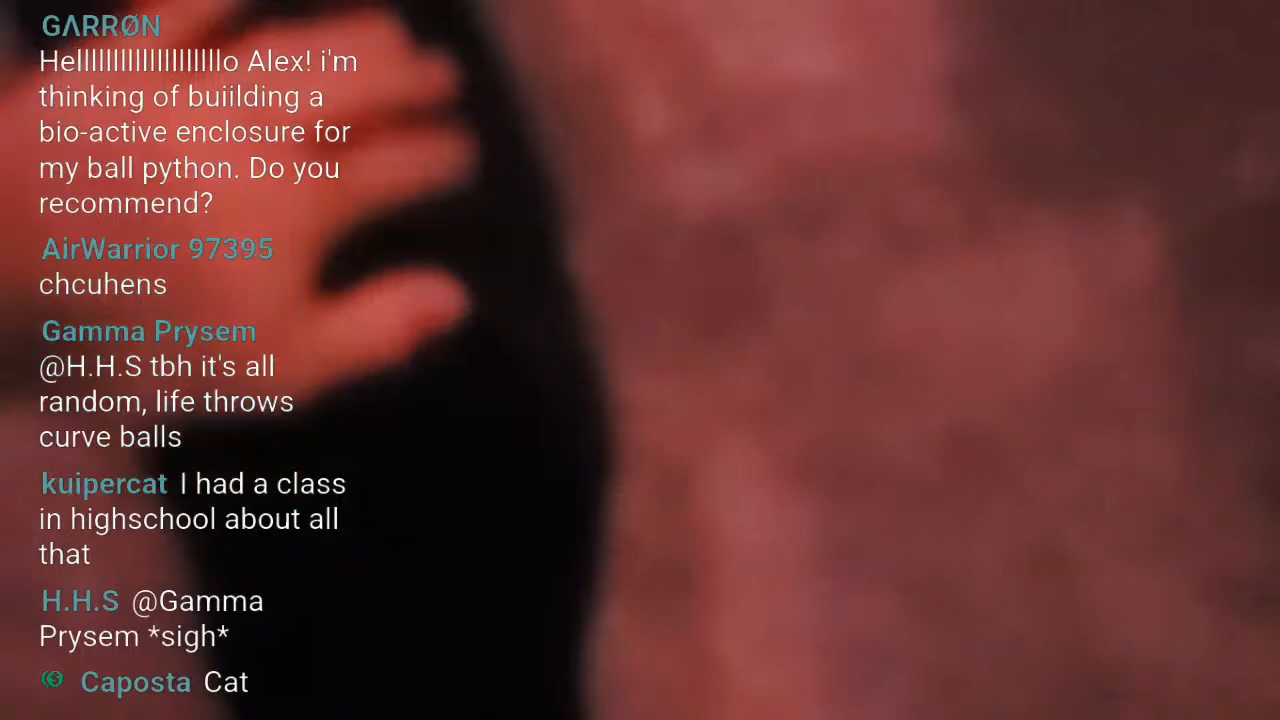 GΛRRØN
Hellllllllllllllllllllo Alex! i'm
thinking of buiilding a
bio-active enclosure for
my ball python. Do you
recommend?
AirWarrior 97395
chcuhens
Gamma Prysem
@H.H.S tbh it's all
random, life throws
curve balls
kuipercat I had a class
in highschool about all
that
H.H.S @Gamma
Prysem *sigh*
Caposta Cat